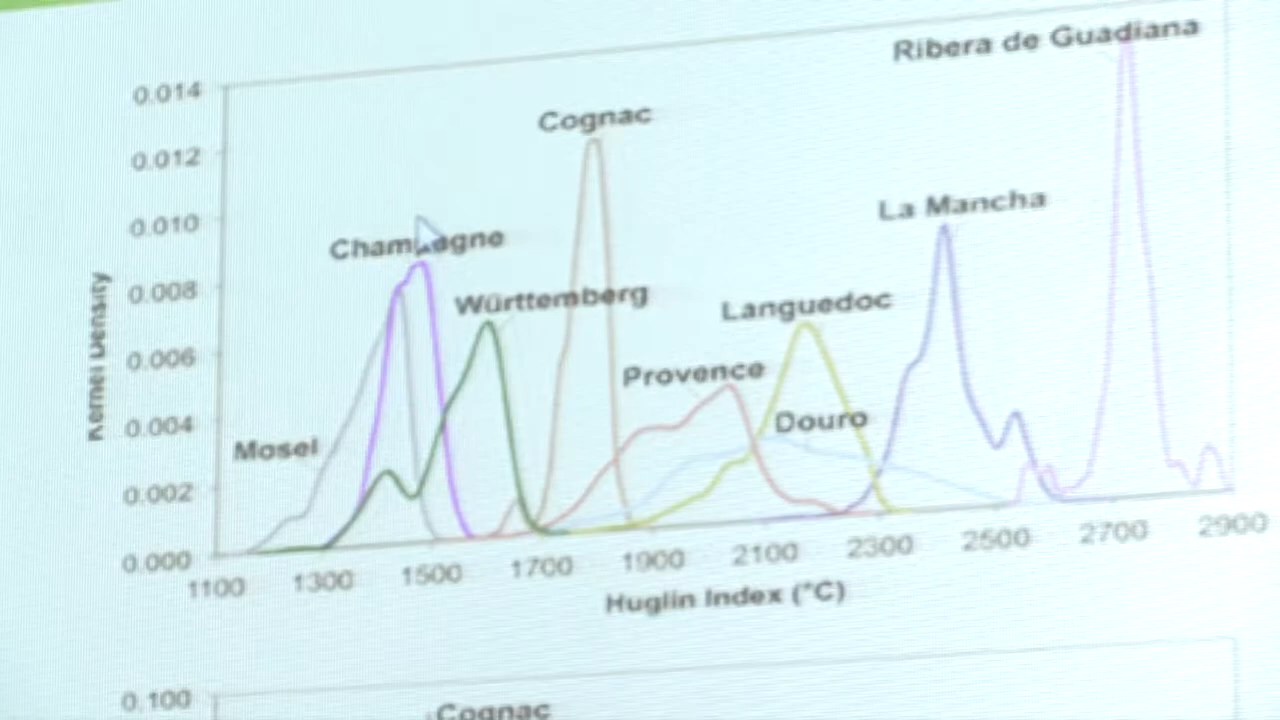 Ribera de Guadiana
0.014
Cognac
0.012
La Mancha
0.010
Champagne
0.008
Württemberg
Languedoc
0.006
Provence
Douro
0.004
Mosel
0.002
0.000
1100 1300 1500 1700 1900 2100 2300 2500 2700 2900
Kernel Density
Huglin Index (°C)
0.100
Cognac